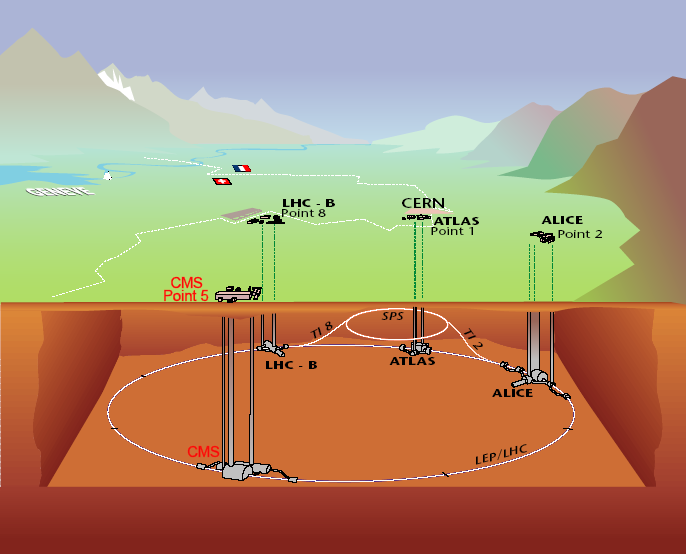 GENEVE
LHC - B
Point 8
CERN
ATLAS
Point 1
ALICE
Point 2
CMS
Point 5
SPS
TI 8
TI 2
LHC - B
ATLAS
ALICE
CMS
LEP/LHC